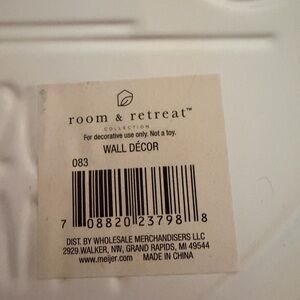 room & retreat™
COLLECTION
For decorative use only. Not a toy.
WALL DÉCOR
083
7 08820 23798 8
DIST. BY WHOLESALE MERCHANDISERS LLC
2929 WALKER, NW, GRAND RAPIDS, MI 49544
www.meijer.com MADE IN CHINA